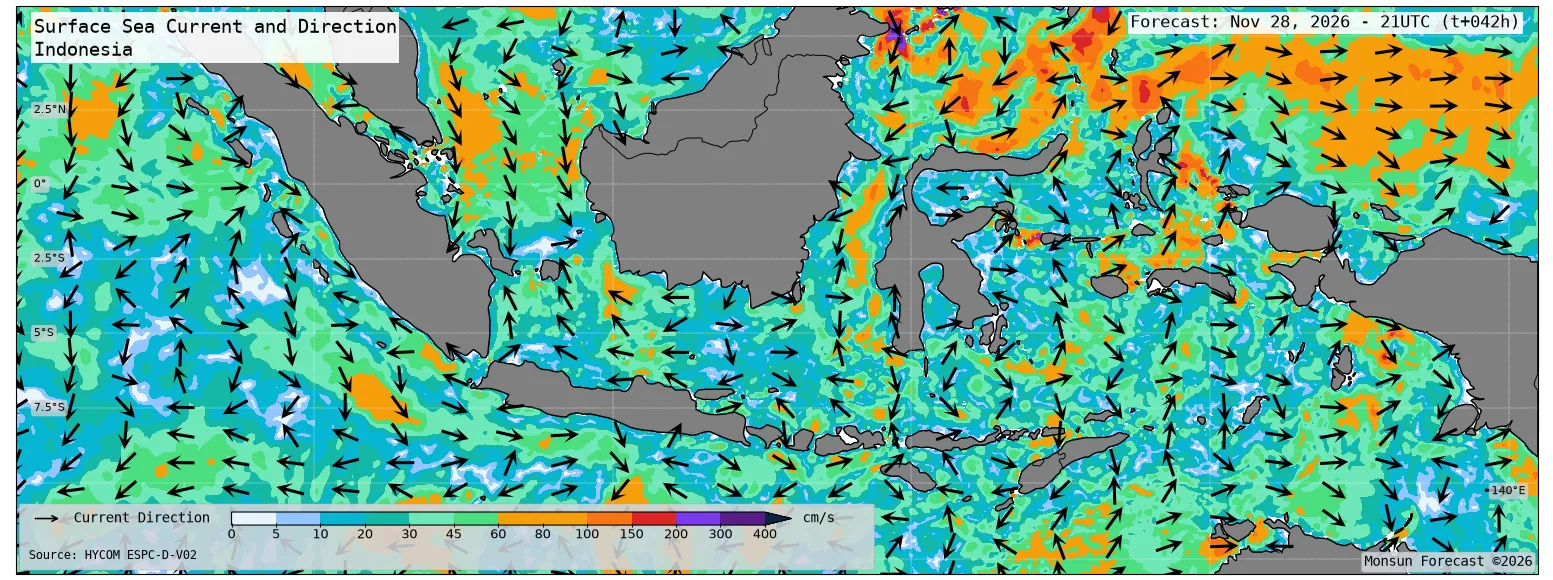 Surface Sea Current and Direction
Indonesia
Forecast: Nov 28, 2026 - 21UTC (t+042h)
2.5°N
0°
2.5°S
5°S
7.5°S
140°E
Current Direction
0 5 10 20 30 45 60 80 100 150 200 300 400 cm/s
Source: HYCOM ESPC-D-V02
Monsun Forecast ©2026